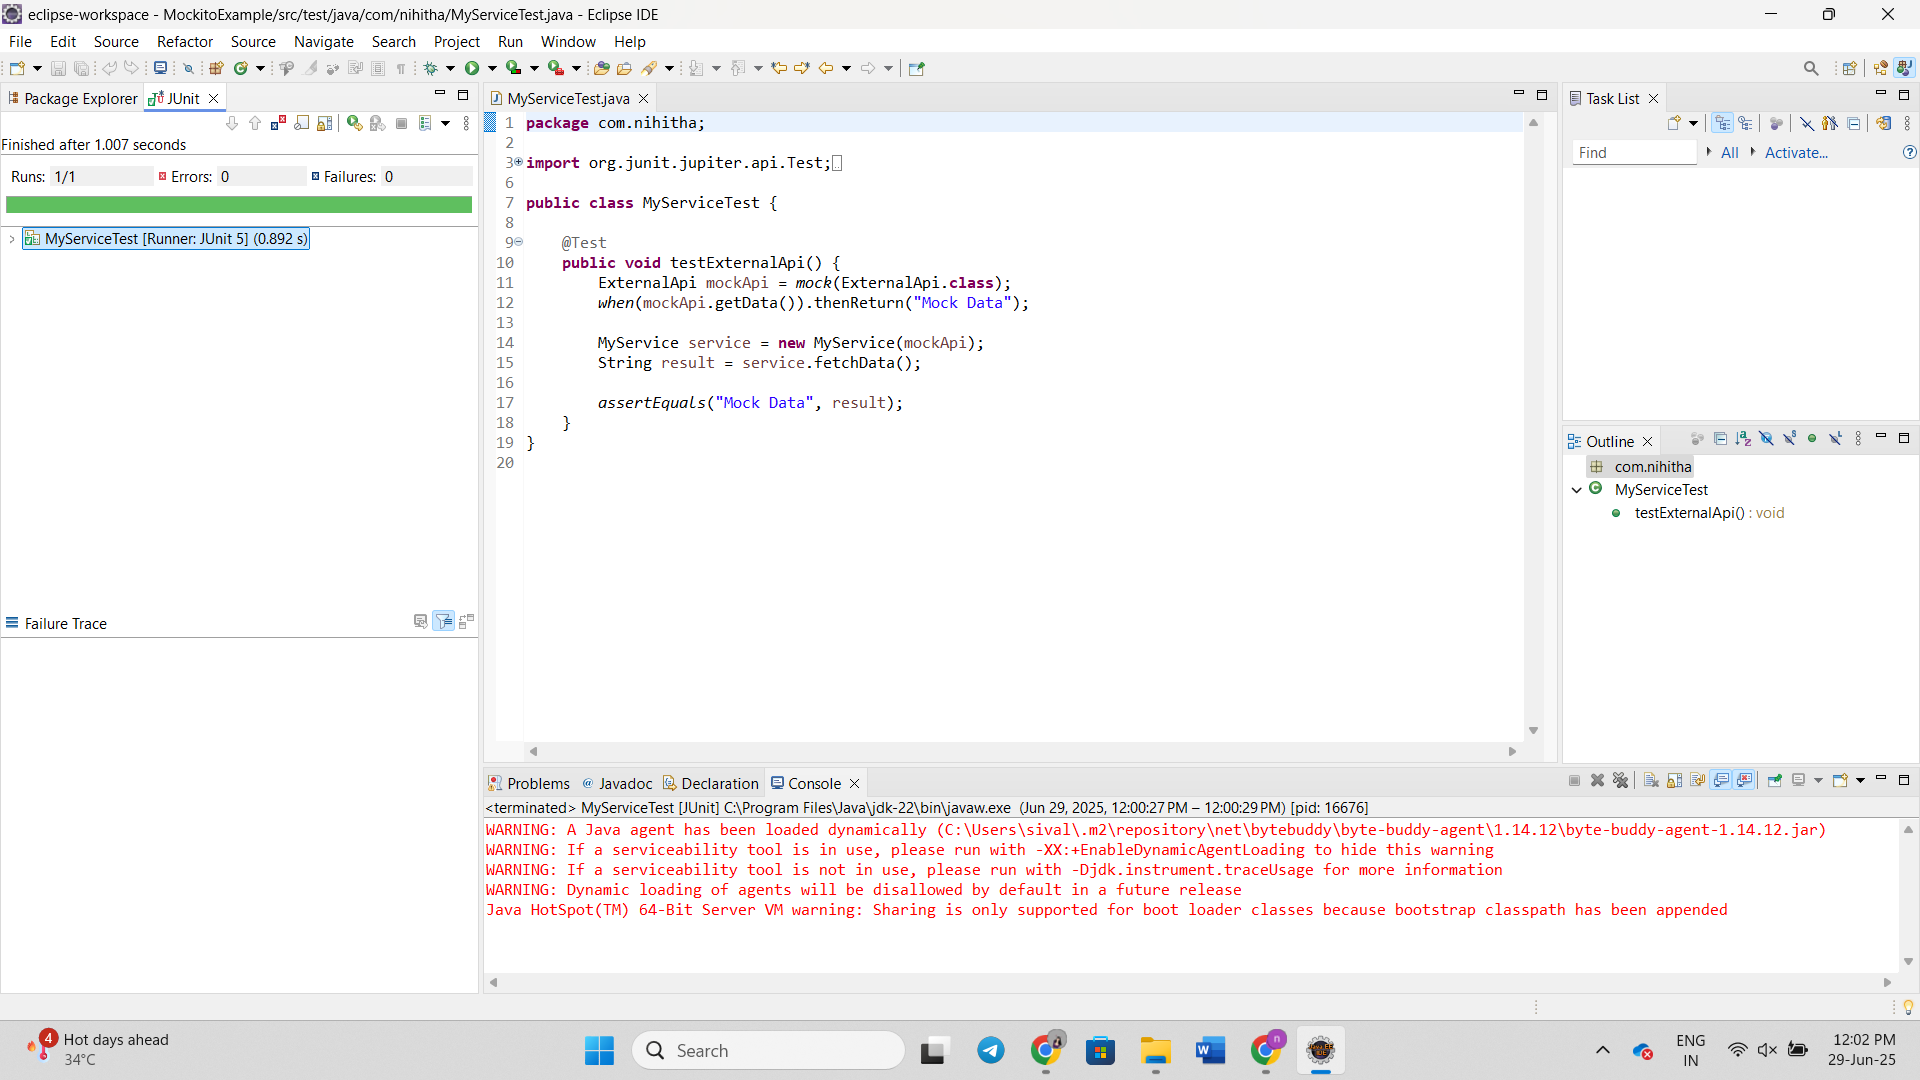 eclipse-workspace - MockitoExample/src/test/java/com/nihitha/MyServiceTest.java - Eclipse IDE
File Edit Source Refactor Source Navigate Search Project Run Window Help
Package Explorer JUnit
Finished after 1.007 seconds
Runs: 1/1 Errors: 0 Failures: 0
MyServiceTest [Runner: JUnit 5] (0.892 s)
Failure Trace
MyServiceTest.java
1 package com.nihitha;
2
3 import org.junit.jupiter.api.Test;
6
7 public class MyServiceTest {
8
9 @Test
10 public void testExternalApi() {
11 ExternalApi mockApi = mock(ExternalApi.class);
12 when(mockApi.getData()).thenReturn("Mock Data");
13
14 MyService service = new MyService(mockApi);
15 String result = service.fetchData();
16
17 assertEquals("Mock Data", result);
18 }
19 }
20
Task List
Find All Activate...
Outline
com.nihitha
MyServiceTest
testExternalApi() : void
Problems Javadoc Declaration Console
<terminated> MyServiceTest [JUnit] C:\Program Files\Java\jdk-22\bin\javaw.exe (Jun 29, 2025, 12:00:27 PM – 12:00:29 PM) [pid: 16676]
WARNING: A Java agent has been loaded dynamically (C:\Users\sival\.m2\repository\net\bytebuddy\byte-buddy-agent\1.14.12\byte-buddy-agent-1.14.12.jar)
WARNING: If a serviceability tool is in use, please run with -XX:+EnableDynamicAgentLoading to hide this warning
WARNING: If a serviceability tool is not in use, please run with -Djdk.instrument.traceUsage for more information
WARNING: Dynamic loading of agents will be disallowed by default in a future release
Java HotSpot(TM) 64-Bit Server VM warning: Sharing is only supported for boot loader classes because bootstrap classpath has been appended
4
Hot days ahead
34°C
Search
ENG
IN
12:02 PM
29-Jun-25